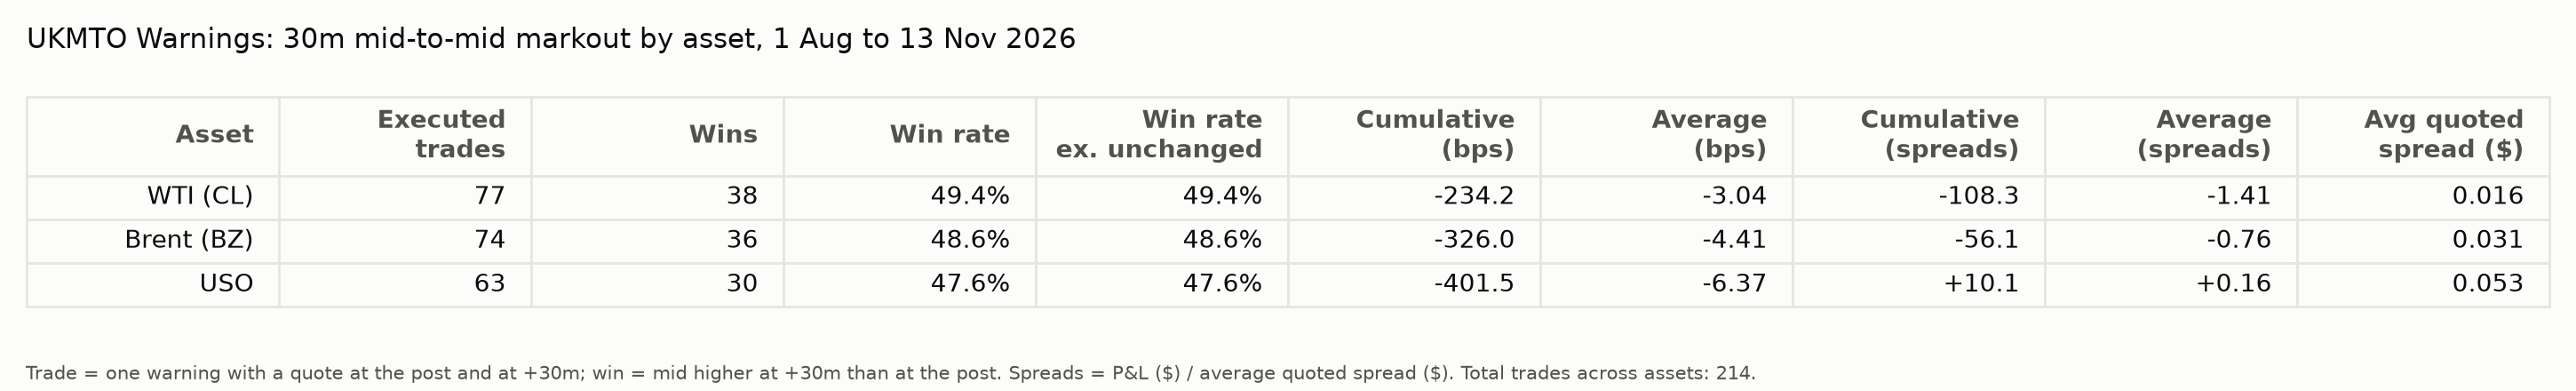 UKMTO Warnings: 30m mid-to-mid markout by asset, 1 Aug to 13 Nov 2026
Asset Executed trades Wins Win rate Win rate ex. unchanged Cumulative (bps) Average (bps) Cumulative (spreads) Average (spreads) Avg quoted spread ($)
WTI (CL) 77 38 49.4% 49.4% -234.2 -3.04 -108.3 -1.41 0.016
Brent (BZ) 74 36 48.6% 48.6% -326.0 -4.41 -56.1 -0.76 0.031
USO 63 30 47.6% 47.6% -401.5 -6.37 +10.1 +0.16 0.053
Trade = one warning with a quote at the post and at +30m; win = mid higher at +30m than at the post. Spreads = P&L ($) / average quoted spread ($). Total trades across assets: 214.